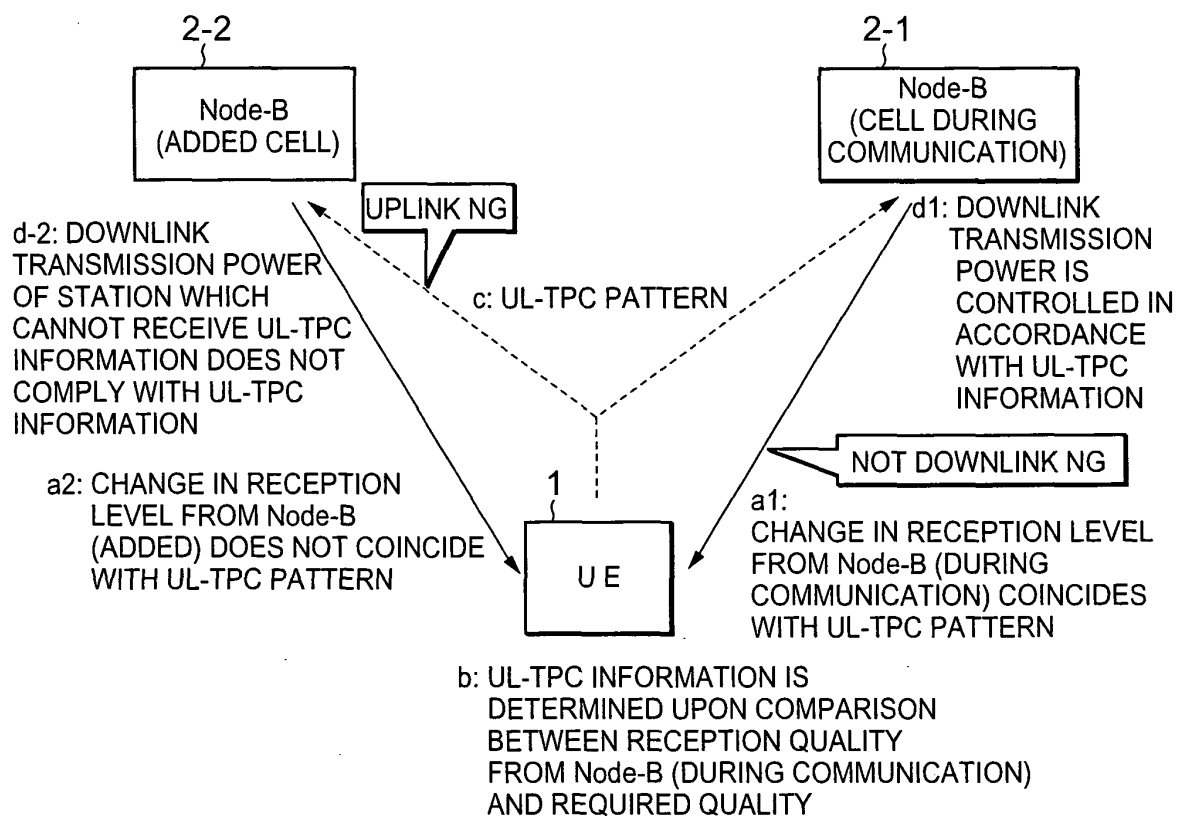 2-2
Node-B
(ADDED CELL)
2-1
Node-B
(CELL DURING
COMMUNICATION)
UPLINK NG
d-2: DOWNLINK
TRANSMISSION POWER
OF STATION WHICH
CANNOT RECEIVE UL-TPC
INFORMATION DOES NOT
COMPLY WITH UL-TPC
INFORMATION
c: UL-TPC PATTERN
d1: DOWNLINK
TRANSMISSION
POWER IS
CONTROLLED IN
ACCORDANCE
WITH UL-TPC
INFORMATION
NOT DOWNLINK NG
a2: CHANGE IN RECEPTION
LEVEL FROM Node-B
(ADDED) DOES NOT COINCIDE
WITH UL-TPC PATTERN
1
U E
a1:
CHANGE IN RECEPTION LEVEL
FROM Node-B (DURING
COMMUNICATION) COINCIDES
WITH UL-TPC PATTERN
b: UL-TPC INFORMATION IS
DETERMINED UPON COMPARISON
BETWEEN RECEPTION QUALITY
FROM Node-B (DURING COMMUNICATION)
AND REQUIRED QUALITY